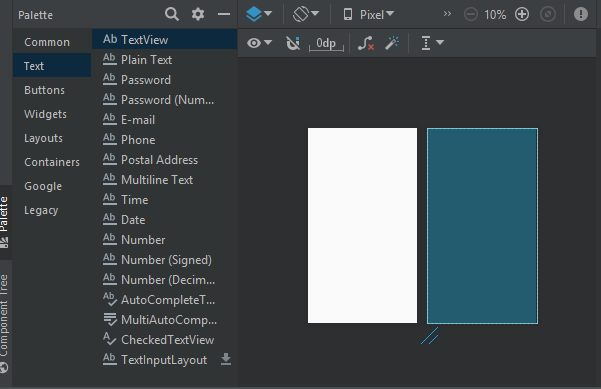 Palette
Pixel
10%
0dp
Common
Text
Buttons
Widgets
Layouts
Containers
Google
Legacy
Ab TextView
Ab Plain Text
Ab Password
Ab Password (Num...
Ab E-mail
Ab Phone
Ab Postal Address
Ab Multiline Text
Ab Time
Ab Date
Ab Number
Ab Number (Signed)
Ab Number (Decim...
Ab AutoCompleteT...
MultiAutoComp...
A CheckedTextView
Ab TextInputLayout
Palette
Component Tree